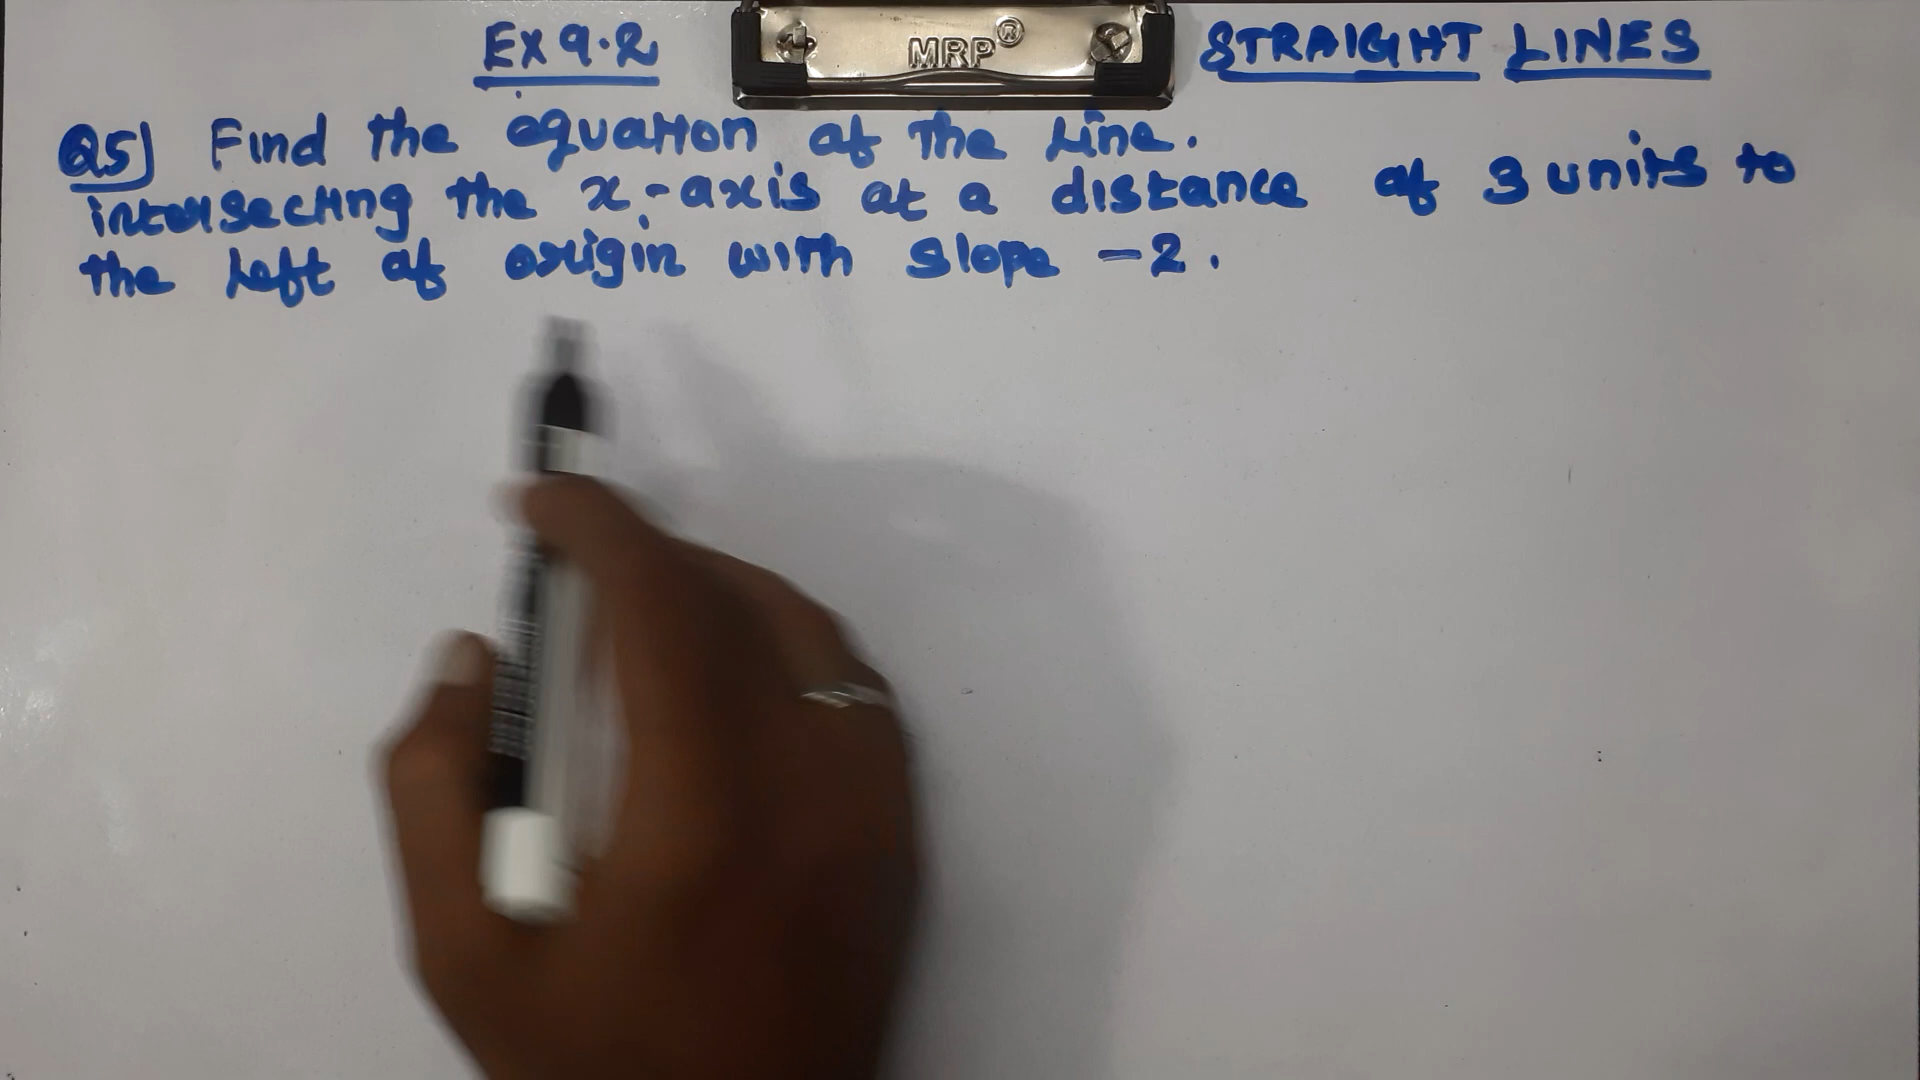 EX 9.2
MRP®
STRAIGHT LINES
Q5) Find the equation of the line.
intersecting the x-axis at a distance of 3 units to
the left of origin with slope -2.